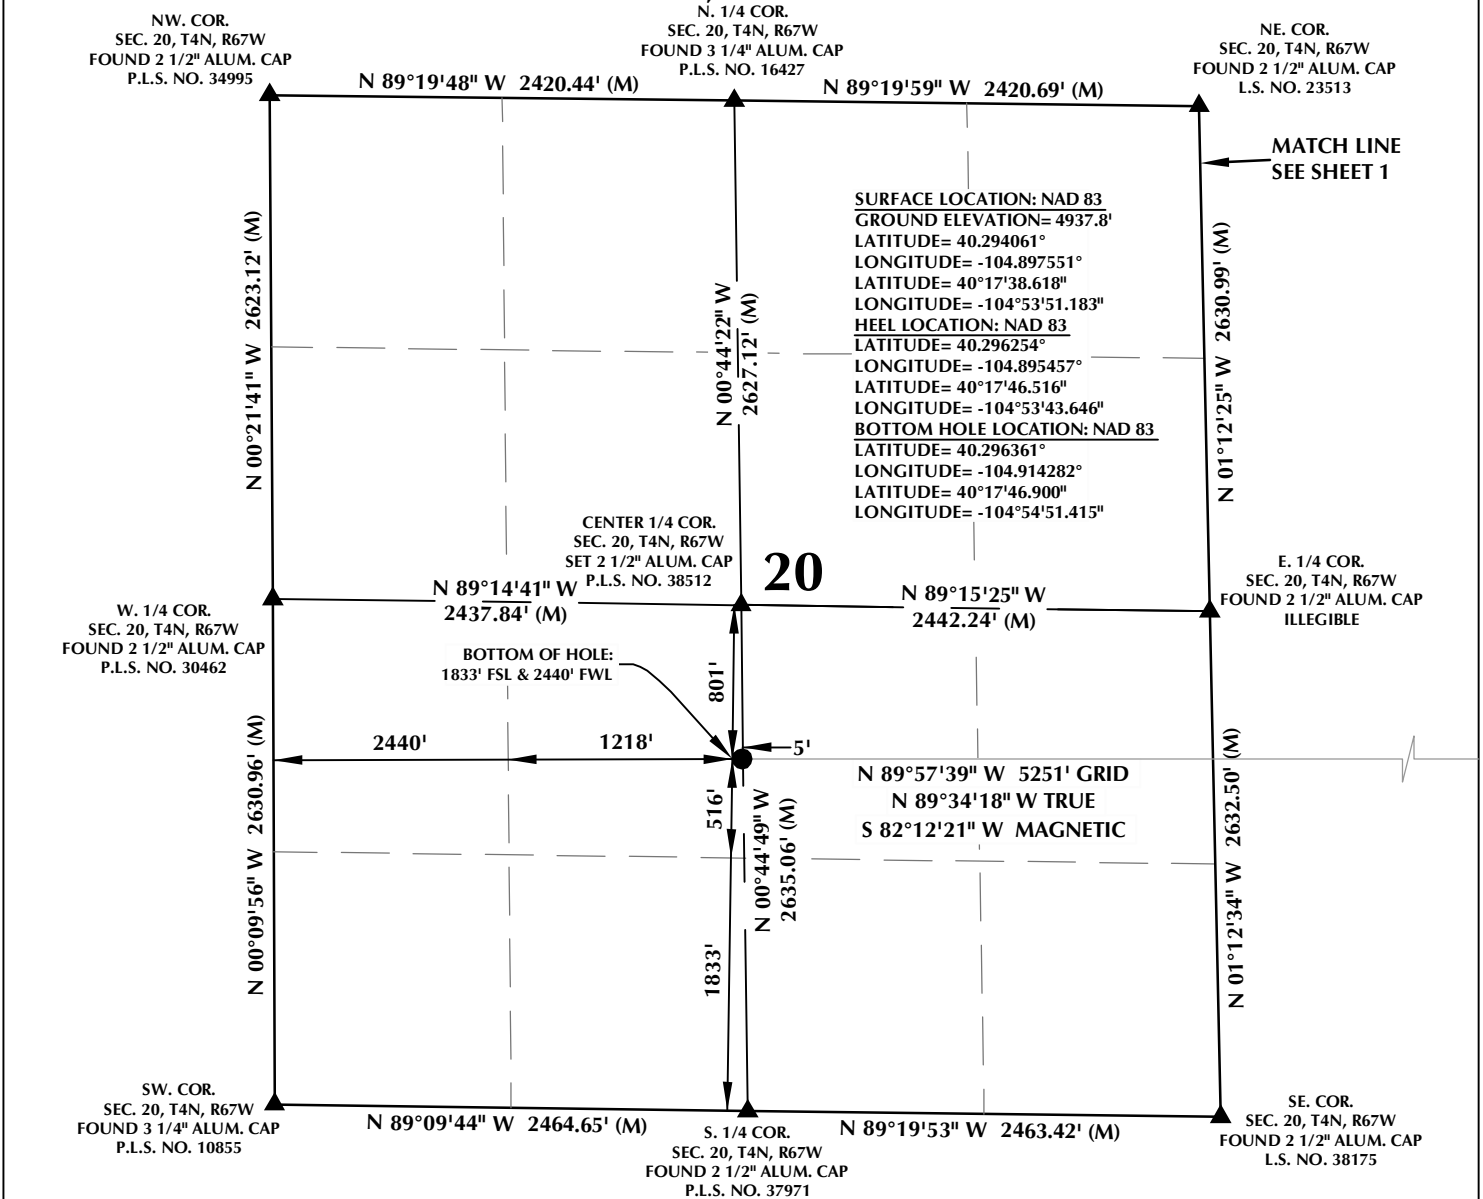 NW. COR.
SEC. 20, T4N, R67W
FOUND 2 1/2" ALUM. CAP
P.L.S. NO. 34995
N. 1/4 COR.
SEC. 20, T4N, R67W
FOUND 3 1/4" ALUM. CAP
P.L.S. NO. 16427
NE. COR.
SEC. 20, T4N, R67W
FOUND 2 1/2" ALUM. CAP
L.S. NO. 23513
N 89°19'48" W 2420.44' (M)
N 89°19'59" W 2420.69' (M)
MATCH LINE
SEE SHEET 1
SURFACE LOCATION: NAD 83
GROUND ELEVATION= 4937.8'
LATITUDE= 40.294061°
LONGITUDE= -104.897551°
LATITUDE= 40°17'38.618"
LONGITUDE= -104°53'51.183"
HEEL LOCATION: NAD 83
LATITUDE= 40.296254°
LONGITUDE= -104.895457°
LATITUDE= 40°17'46.516"
LONGITUDE= -104°53'43.646"
BOTTOM HOLE LOCATION: NAD 83
LATITUDE= 40.296361°
LONGITUDE= -104.914282°
LATITUDE= 40°17'46.900"
LONGITUDE= -104°54'51.415"
N 00°21'41" W 2623.12' (M)
N 00°44'22" W
2627.12' (M)
N 01°12'25" W 2630.99' (M)
CENTER 1/4 COR.
SEC. 20, T4N, R67W
SET 2 1/2" ALUM. CAP
P.L.S. NO. 38512
20
N 89°14'41" W
2437.84' (M)
N 89°15'25" W
2442.24' (M)
W. 1/4 COR.
SEC. 20, T4N, R67W
FOUND 2 1/2" ALUM. CAP
P.L.S. NO. 30462
E. 1/4 COR.
SEC. 20, T4N, R67W
FOUND 2 1/2" ALUM. CAP
ILLEGIBLE
BOTTOM OF HOLE:
1833' FSL & 2440' FWL
801'
2440'
1218'
5'
N 89°57'39" W 5251' GRID
N 89°34'18" W TRUE
S 82°12'21" W MAGNETIC
516'
1833'
N 00°09'56" W 2630.96' (M)
N 00°44'49" W
2635.06' (M)
N 01°12'34" W 2632.50' (M)
SW. COR.
SEC. 20, T4N, R67W
FOUND 3 1/4" ALUM. CAP
P.L.S. NO. 10855
N 89°09'44" W 2464.65' (M)
S. 1/4 COR.
SEC. 20, T4N, R67W
FOUND 2 1/2" ALUM. CAP
P.L.S. NO. 37971
N 89°19'53" W 2463.42' (M)
SE. COR.
SEC. 20, T4N, R67W
FOUND 2 1/2" ALUM. CAP
L.S. NO. 38175